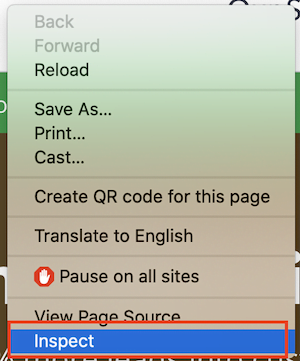 Back
Forward
Reload
Save As...
Print...
Cast...
Create QR code for this page
Translate to English
Pause on all sites
View Page Source
Inspect